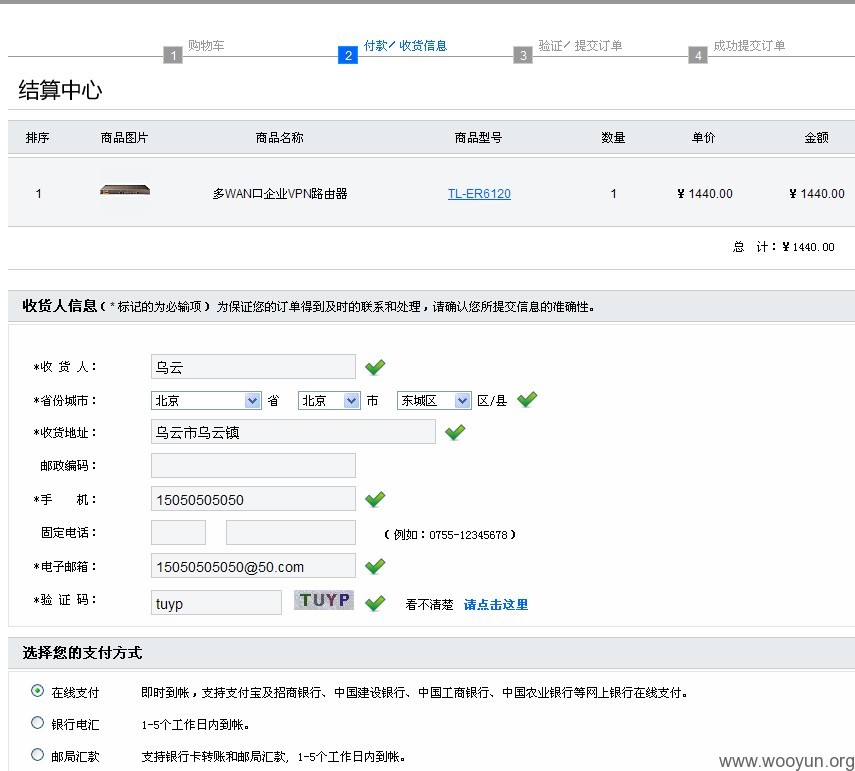 1 购物车 2 付款／收货信息 3 验证／提交订单 4 成功提交订单
结算中心
排序 商品图片 商品名称 商品型号 数量 单价 金额
1 多WAN口企业VPN路由器 TL-ER6120 1 ¥ 1440.00 ¥ 1440.00
总 计：¥ 1440.00
收货人信息（*标记的为必输项）为保证您的订单得到及时的联系和处理，请确认您所提交信息的准确性。
*收 货 人： 乌云
*省份城市： 北京 省 北京 市 东城区 区/县
*收货地址： 乌云市乌云镇
邮政编码：
*手 机： 15050505050
固定电话： （例如：0755-12345678）
*电子邮箱： 15050505050@50.com
*验 证 码： tuyp TUYP 看不清楚 请点击这里
选择您的支付方式
在线支付 即时到帐，支持支付宝及招商银行、中国建设银行、中国工商银行、中国农业银行等网上银行在线支付。
银行电汇 1-5个工作日内到帐。
邮局汇款 支持银行卡转账和邮局汇款, 1-5个工作日内到帐。
www.wooyun.org